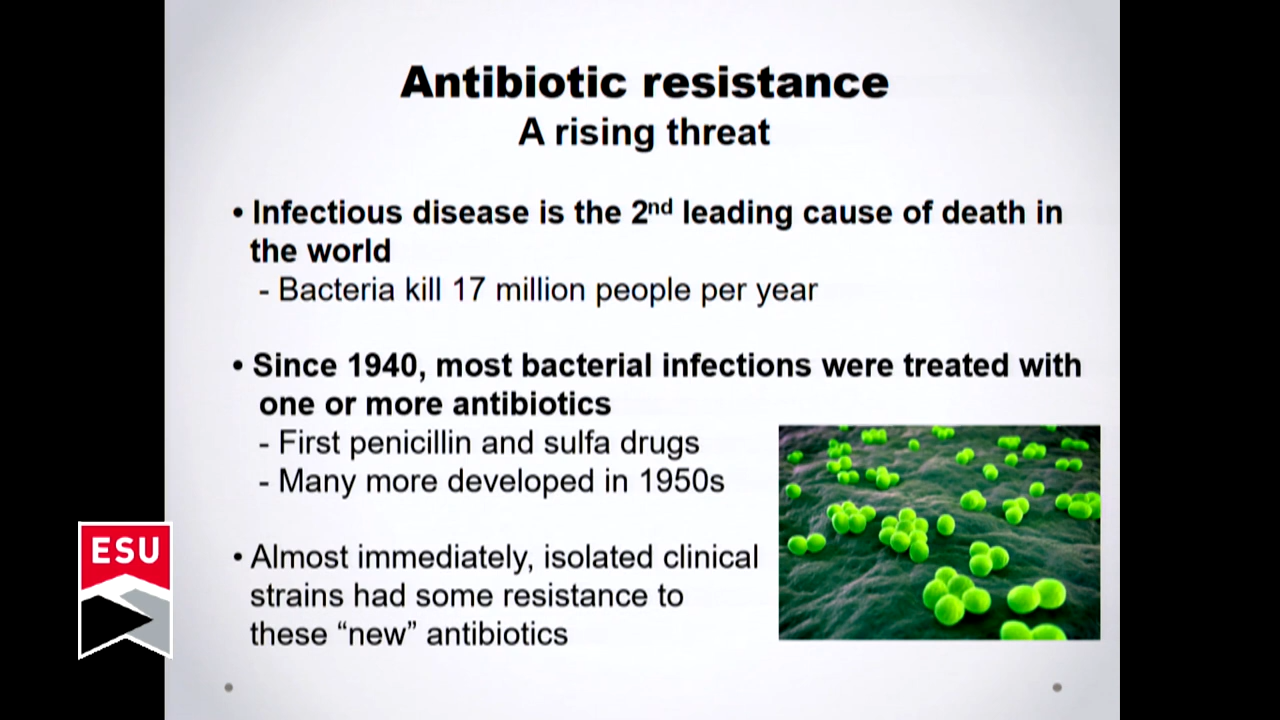 Antibiotic resistance
A rising threat
• Infectious disease is the 2nd leading cause of death in
the world
- Bacteria kill 17 million people per year
• Since 1940, most bacterial infections were treated with
one or more antibiotics
- First penicillin and sulfa drugs
- Many more developed in 1950s
• Almost immediately, isolated clinical
strains had some resistance to
these “new” antibiotics
ESU